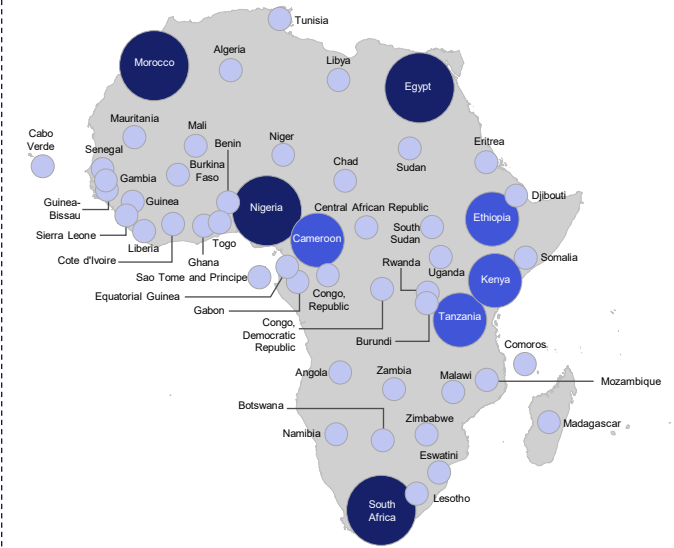 Tunisia
Algeria
Morocco
Libya
Egypt
Mauritania
Mali
Cabo
Verde
Senegal
Benin
Niger
Eritrea
Chad
Sudan
Burkina
Faso
Gambia
Djibouti
Guinea-
Bissau
Guinea
Nigeria
Central African Republic
Ethiopia
Sierra Leone
Liberia
Togo
Cameroon
South
Sudan
Cote d'Ivoire
Ghana
Somalia
Rwanda
Uganda
Sao Tome and Principe
Kenya
Equatorial Guinea
Congo,
Republic
Gabon
Tanzania
Congo,
Democratic
Republic
Burundi
Comoros
Angola
Zambia
Malawi
Mozambique
Botswana
Zimbabwe
Madagascar
Namibia
Eswatini
Lesotho
South
Africa